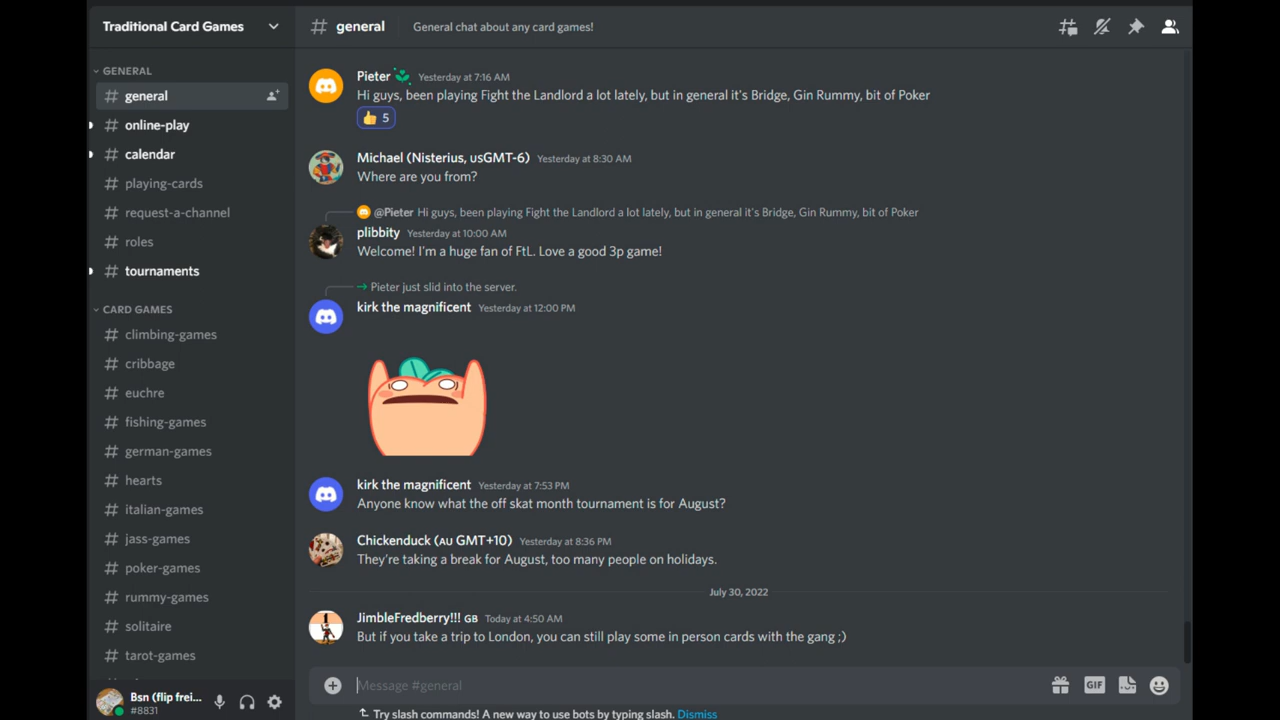 Traditional Card Games
GENERAL
# general
# online-play
# calendar
# playing-cards
# request-a-channel
# roles
# tournaments
CARD GAMES
# climbing-games
# cribbage
# euchre
# fishing-games
# german-games
# hearts
# italian-games
# jass-games
# poker-games
# rummy-games
# solitaire
# tarot-games
Bsn (flip frei...
#8831
# general General chat about any card games!
Pieter Yesterday at 7:16 AM
Hi guys, been playing Fight the Landlord a lot lately, but in general it's Bridge, Gin Rummy, bit of Poker
👍 5
Michael (Nisterius, usGMT-6) Yesterday at 8:30 AM
Where are you from?
@Pieter Hi guys, been playing Fight the Landlord a lot lately, but in general it's Bridge, Gin Rummy, bit of Poker
plibbity Yesterday at 10:00 AM
Welcome! I'm a huge fan of FtL. Love a good 3p game!
Pieter just slid into the server.
kirk the magnificent Yesterday at 12:00 PM
kirk the magnificent Yesterday at 7:53 PM
Anyone know what the off skat month tournament is for August?
Chickenduck (AU GMT+10) Yesterday at 8:36 PM
They're taking a break for August, too many people on holidays.
July 30, 2022
JimbleFredberry!!! GB Today at 4:50 AM
But if you take a trip to London, you can still play some in person cards with the gang ;)
Message #general
GIF
Try slash commands! A new way to use bots by typing slash. Dismiss